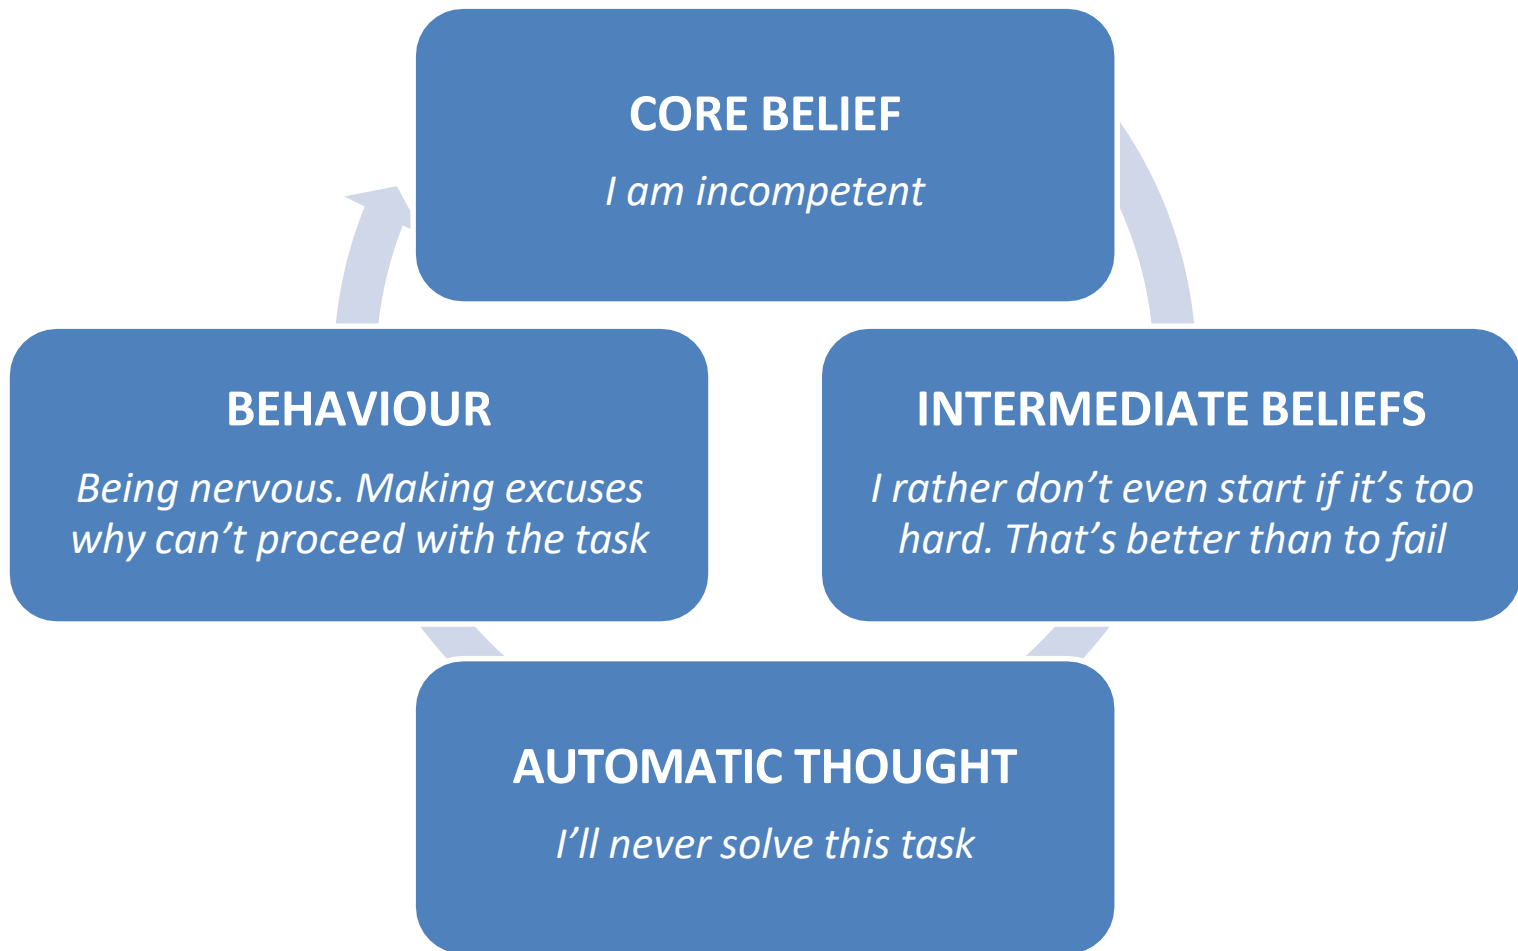 CORE BELIEF
I am incompetent
BEHAVIOUR
Being nervous. Making excuses
why can’t proceed with the task
INTERMEDIATE BELIEFS
I rather don’t even start if it’s too
hard. That’s better than to fail
AUTOMATIC THOUGHT
I’ll never solve this task